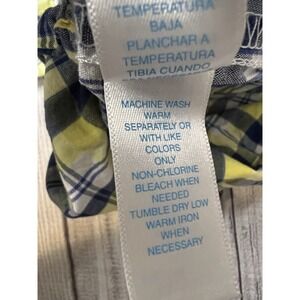 TEMPERATURA
BAJA
PLANCHAR A
TEMPERATURA
TIBIA CUANDO
MACHINE WASH
WARM
SEPARATELY OR
WITH LIKE
COLORS
ONLY
NON-CHLORINE
BLEACH WHEN
NEEDED
TUMBLE DRY LOW
WARM IRON
WHEN
NECESSARY